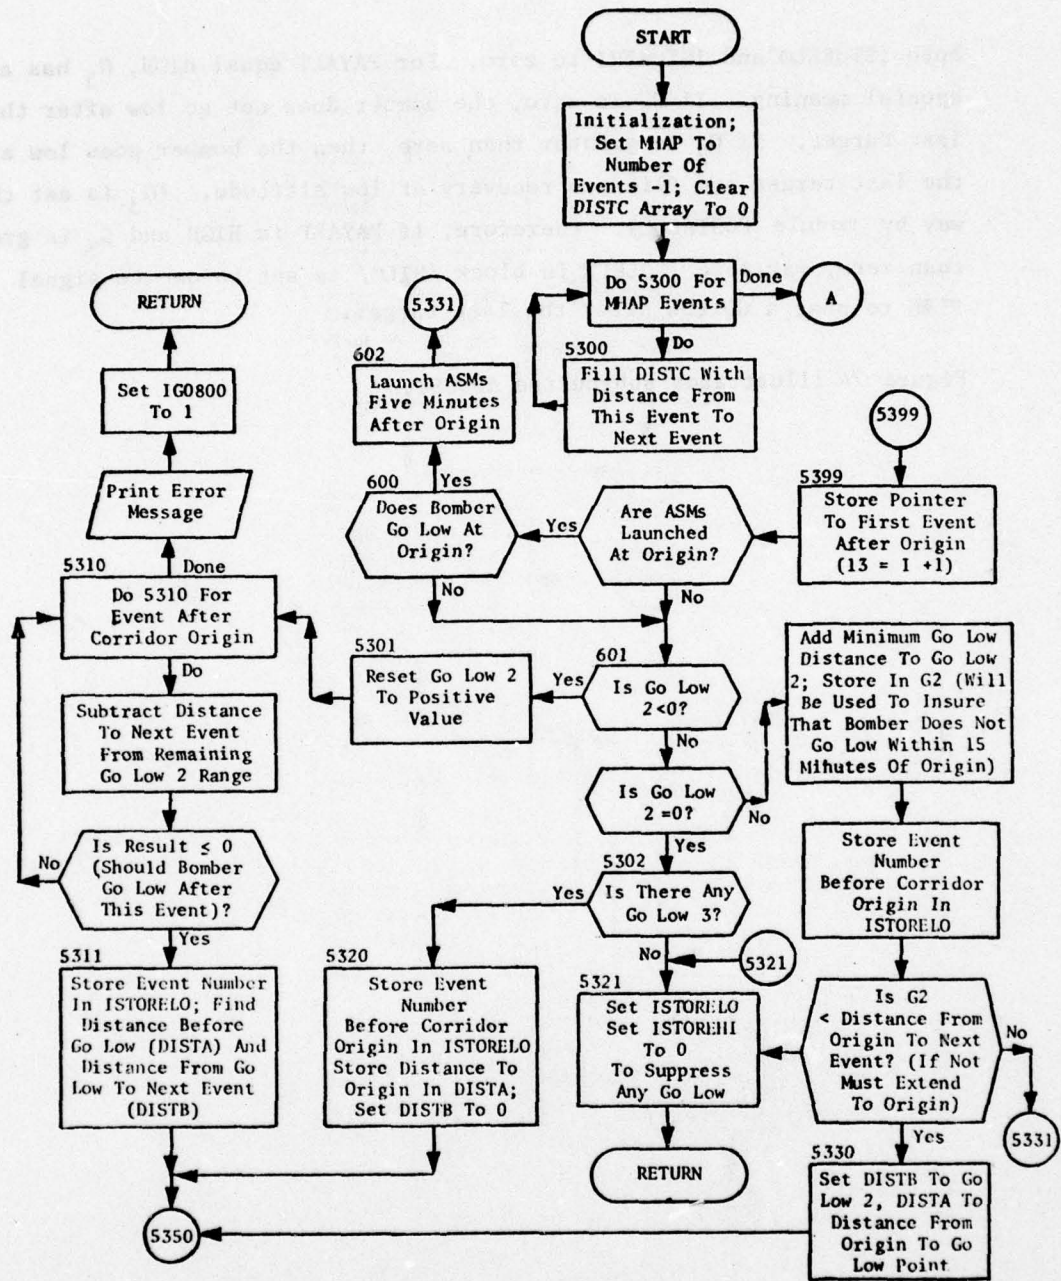 START
Initialization;
Set MHAP To
Number Of
Events -1; Clear
DISTC Array To 0
Do 5300 For
MHAP Events
Done
A
Do
5300
Fill DISTC With
Distance From
This Event To
Next Event
RETURN
Set IGO800
To 1
Print Error
Message
5331
602
Launch ASMs
Five Minutes
After Origin
Yes
600
Does Bomber
Go Low At
Origin?
No
Yes
Are ASMs
Launched
At Origin?
No
5399
5399
Store Pointer
To First Event
After Origin
(I3 = I +1)
5310
Done
Do 5310 For
Event After
Corridor Origin
Do
Subtract Distance
To Next Event
From Remaining
Go Low 2 Range
Is Result ≤ 0
(Should Bomber
Go Low After
This Event)?
No
Yes
5311
Store Event Number
In ISTORELO; Find
Distance Before
Go Low (DISTA) And
Distance From Go
Low To Next Event
(DISTB)
5301
Reset Go Low 2
To Positive
Value
Yes
601
Is Go Low
2<0?
No
Is Go Low
2 =0?
No
Yes
5302
Is There Any
Go Low 3?
Yes
No
5321
5320
Store Event
Number
Before Corridor
Origin In ISTORELO
Store Distance To
Origin In DISTA;
Set DISTB To 0
5321
Set ISTORELO
Set ISTOREHI
To 0
To Suppress
Any Go Low
RETURN
Add Minimum Go Low
Distance To Go Low
2; Store In G2 (Will
Be Used To Insure
That Bomber Does Not
Go Low Within 15
Minutes Of Origin)
Store Event
Number
Before Corridor
Origin In
ISTORELO
Is G2
< Distance From
Origin To Next
Event? (If Not
Must Extend
To Origin)
No
5331
Yes
5330
Set DISTB To Go
Low 2, DISTA To
Distance From
Origin To Go
Low Point
5350